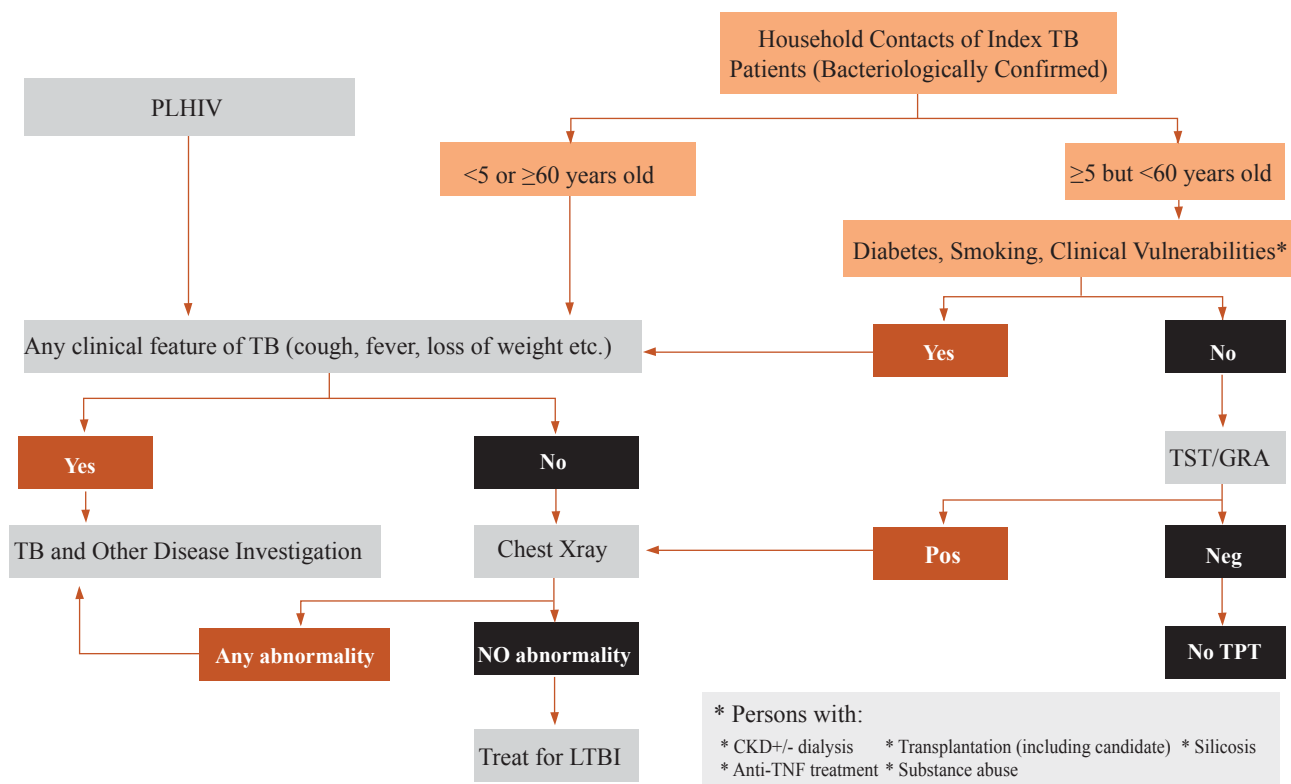 Household Contacts of Index TB
Patients (Bacteriologically Confirmed)
PLHIV
<5 or ≥60 years old
≥5 but <60 years old
Diabetes, Smoking, Clinical Vulnerabilities*
Any clinical feature of TB (cough, fever, loss of weight etc.)
Yes
No
Yes
No
TST/GRA
TB and Other Disease Investigation
Chest Xray
Pos
Neg
Any abnormality
NO abnormality
No TPT
Treat for LTBI
* Persons with:
* CKD+/- dialysis * Transplantation (including candidate) * Silicosis
* Anti-TNF treatment * Substance abuse